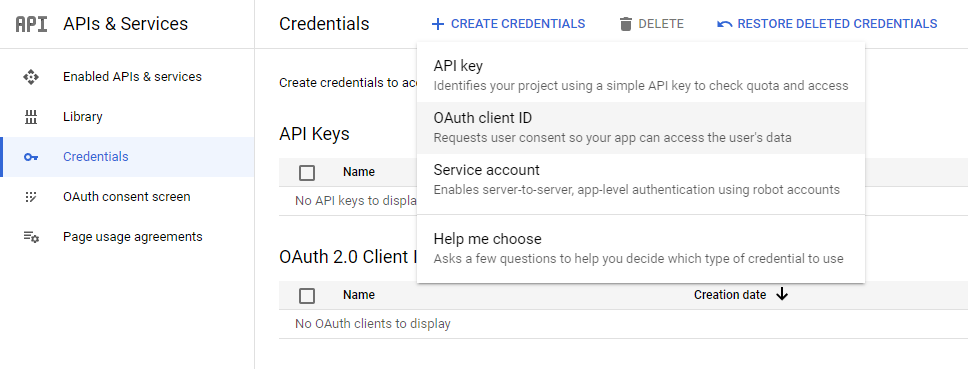 API APIs & Services
Credentials
CREATE CREDENTIALS
DELETE
RESTORE DELETED CREDENTIALS
Enabled APIs & services
Library
Credentials
OAuth consent screen
Page usage agreements
Create credentials to acc
API key
Identifies your project using a simple API key to check quota and access
OAuth client ID
Requests user consent so your app can access the user's data
Service account
Enables server-to-server, app-level authentication using robot accounts
Help me choose
Asks a few questions to help you decide which type of credential to use
API Keys
Name
No API keys to displa
OAuth 2.0 Client I
Name
Creation date
No OAuth clients to display